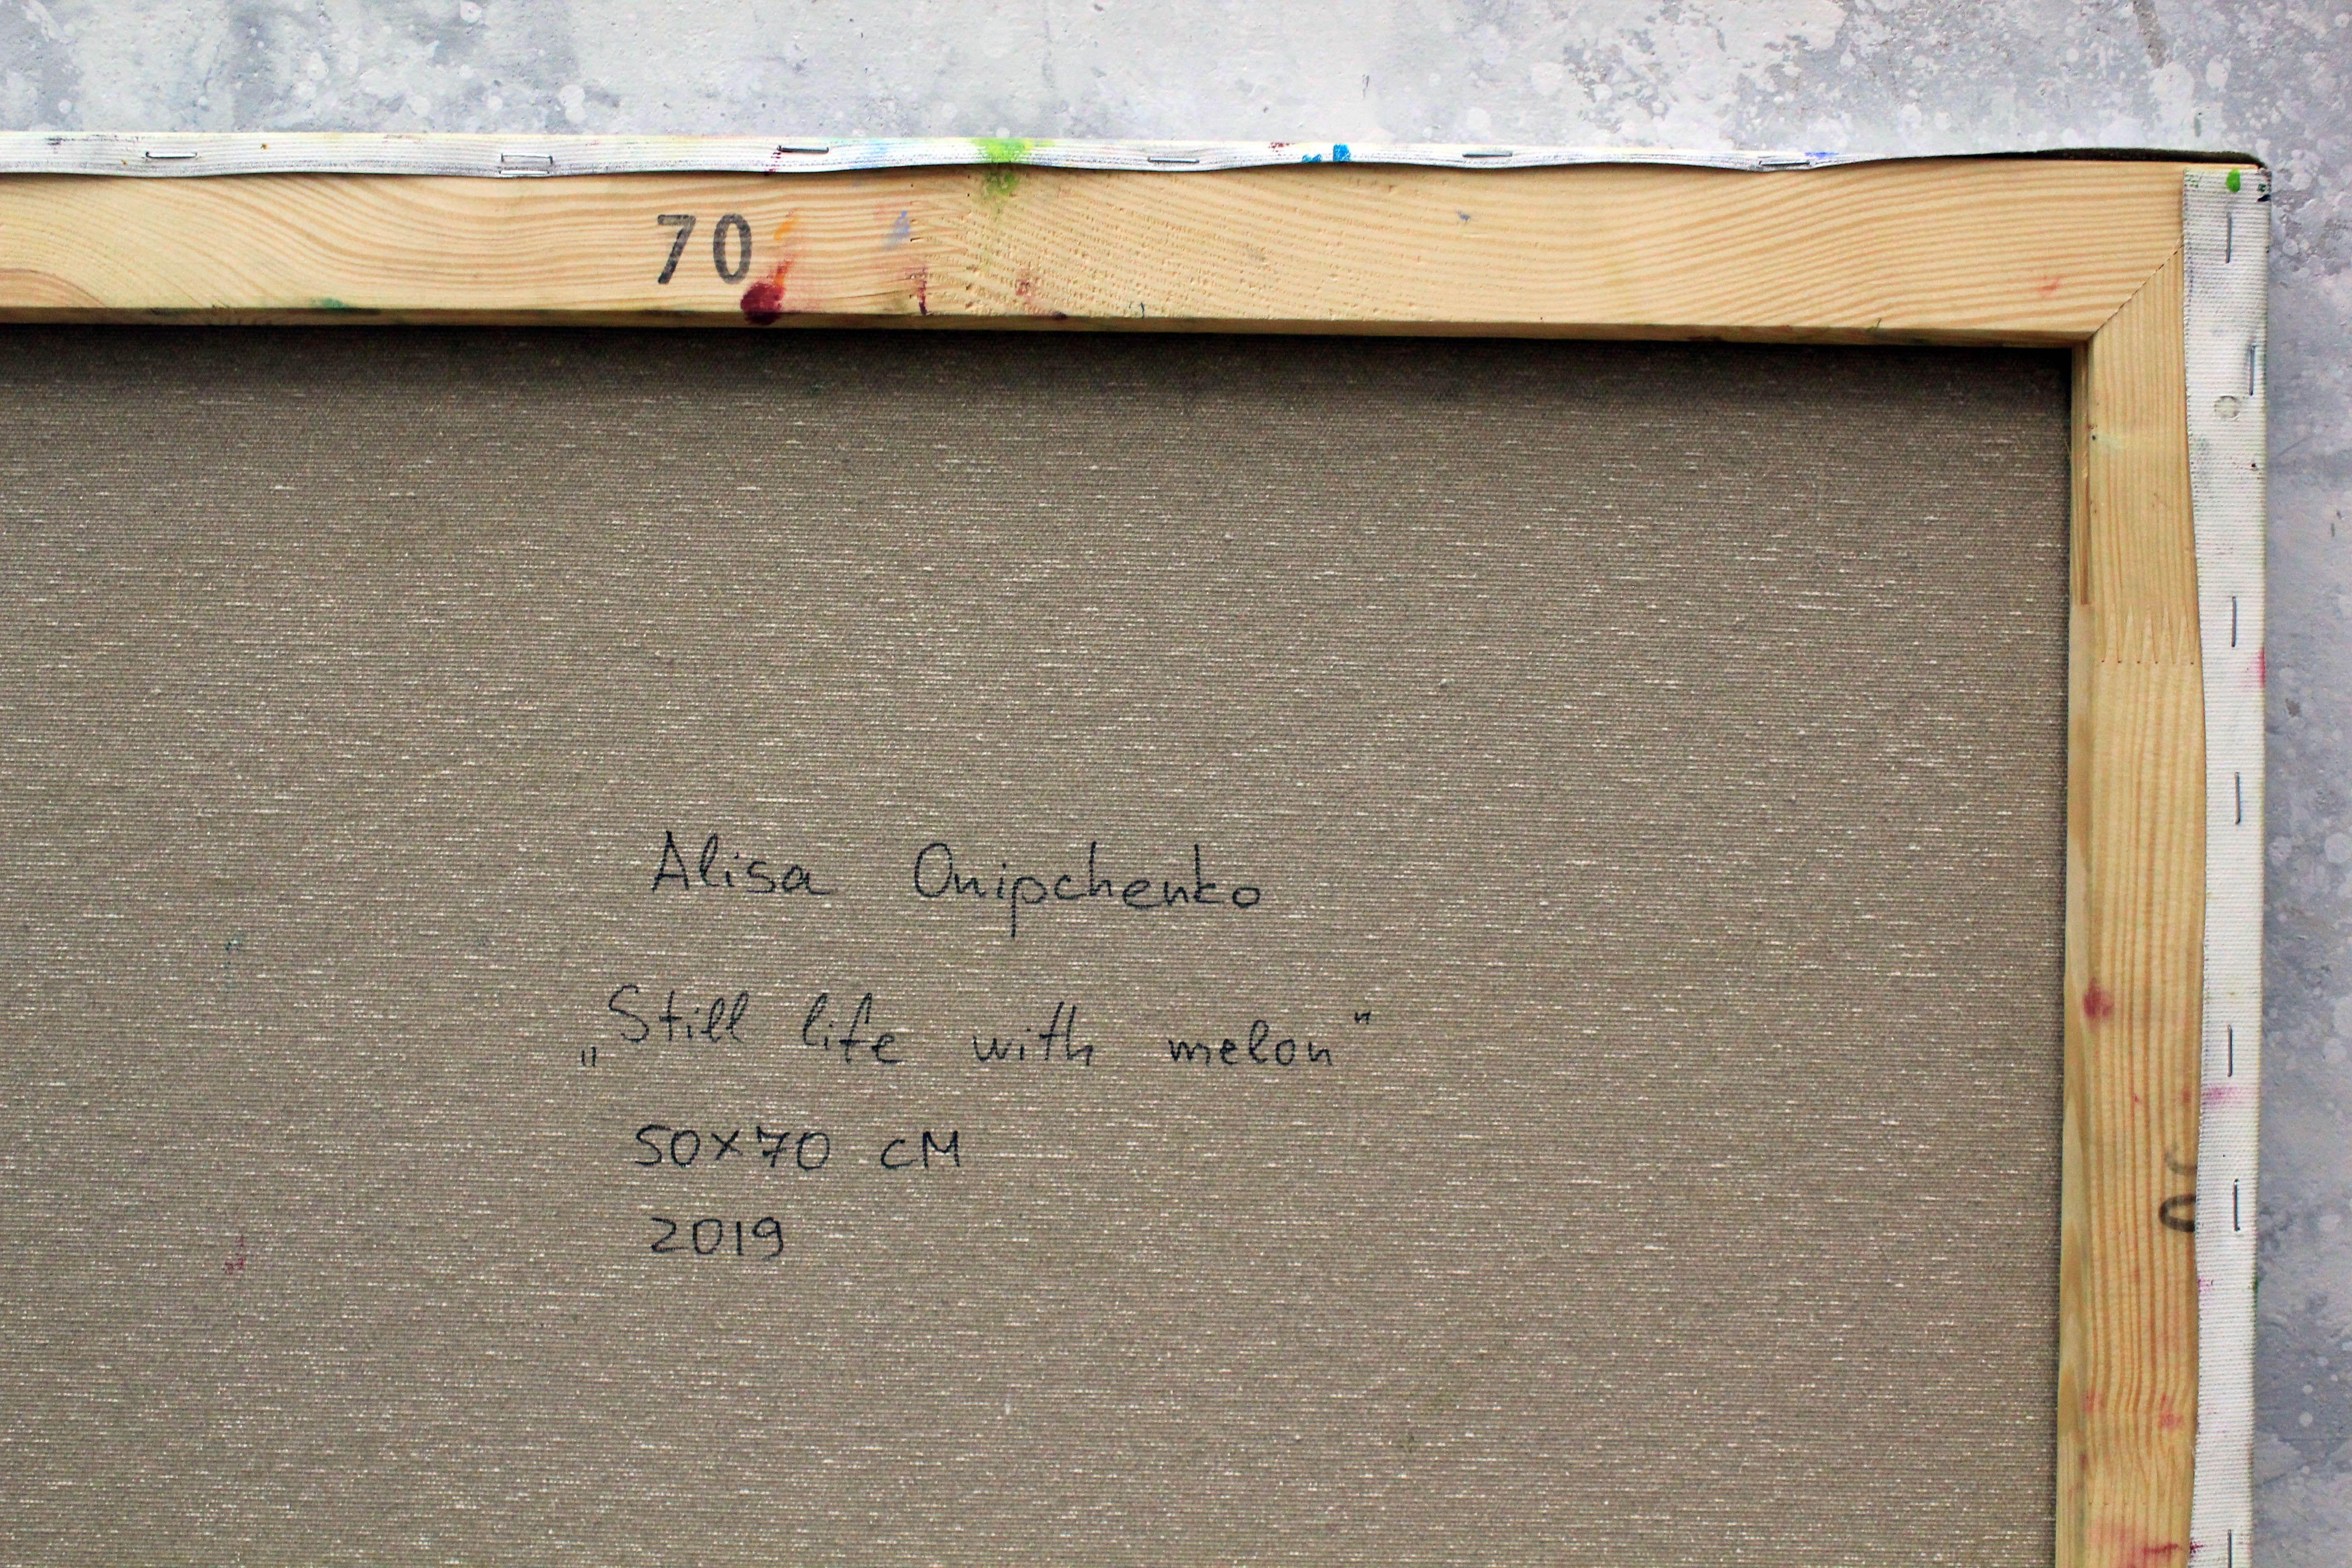 70
Alisa Onipchenko
„Still life with melon"
50x70 cM
2019